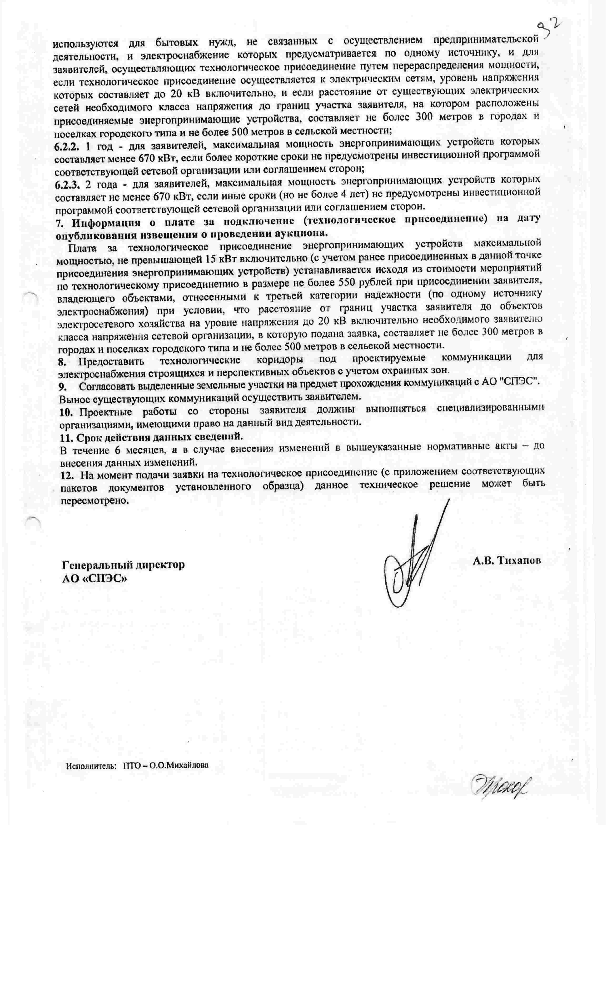 92
используются для бытовых нужд, не связанных с осуществлением предпринимательской
деятельности, и электроснабжение которых предусматривается по одному источнику, и для
заявителей, осуществляющих технологическое присоединение путем перераспределения мощности,
если технологическое присоединение осуществляется к электрическим сетям, уровень напряжения
которых составляет до 20 кВ включительно, и если расстояние от существующих электрических
сетей необходимого класса напряжения до границ участка заявителя, на котором расположены
присоединяемые энергопринимающие устройства, составляет не более 300 метров в городах и
поселках городского типа и не более 500 метров в сельской местности;
6.2.2. 1 год - для заявителей, максимальная мощность энергопринимающих устройств которых
составляет менее 670 кВт, если более короткие сроки не предусмотрены инвестиционной программой
соответствующей сетевой организации или соглашением сторон;
6.2.3. 2 года - для заявителей, максимальная мощность энергопринимающих устройств которых
составляет не менее 670 кВт, если иные сроки (но не более 4 лет) не предусмотрены инвестиционной
программой соответствующей сетевой организации или соглашением сторон.
7. Информация о плате за подключение (технологическое присоединение) на дату
опубликования извещения о проведении аукциона.
Плата за технологическое присоединение энергопринимающих устройств максимальной
мощностью, не превышающей 15 кВт включительно (с учетом ранее присоединенных в данной точке
присоединения энергопринимающих устройств) устанавливается исходя из стоимости мероприятий
по технологическому присоединению в размере не более 550 рублей при присоединении заявителя,
владеющего объектами, отнесенными к третьей категории надежности (по одному источнику
электроснабжения) при условии, что расстояние от границ участка заявителя до объектов
электросетевого хозяйства на уровне напряжения до 20 кВ включительно необходимого заявителю
класса напряжения сетевой организации, в которую подана заявка, составляет не более 300 метров в
городах и поселках городского типа и не более 500 метров в сельской местности.
8. Предоставить технологические коридоры под проектируемые коммуникации для
электроснабжения строящихся и перспективных объектов с учетом охранных зон.
9. Согласовать выделенные земельные участки на предмет прохождения коммуникаций с АО "СПЭС".
Вынос существующих коммуникаций осуществить заявителем.
10. Проектные работы со стороны заявителя должны выполняться специализированными
организациями, имеющими право на данный вид деятельности.
11. Срок действия данных сведений.
В течение 6 месяцев, а в случае внесения изменений в вышеуказанные нормативные акты – до
внесения данных изменений.
12. На момент подачи заявки на технологическое присоединение (с приложением соответствующих
пакетов документов установленного образца) данное техническое решение может быть
пересмотрено.
Генеральный директор
А.В. Тиханов
АО «СПЭС»
Исполнитель: ПТО – О.О.Михайлова